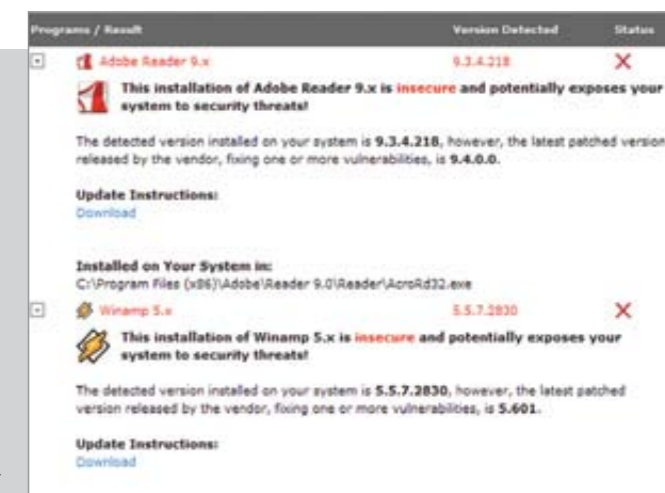 Programs / Result Version Detected Status
Adobe Reader 9.x 9.3.4.218
This installation of Adobe Reader 9.x is insecure and potentially exposes your
system to security threats!
The detected version installed on your system is 9.3.4.218, however, the latest patched version
released by the vendor, fixing one or more vulnerabilities, is 9.4.0.0.
Update Instructions:
Download
Installed on Your System in:
C:\Program Files (x86)\Adobe\Reader 9.0\Reader\AcroRd32.exe
Winamp 5.x 5.5.7.2830
This installation of Winamp 5.x is insecure and potentially exposes your
system to security threats!
The detected version installed on your system is 5.5.7.2830, however, the latest patched
version released by the vendor, fixing one or more vulnerabilities, is 5.601.
Update Instructions:
Download